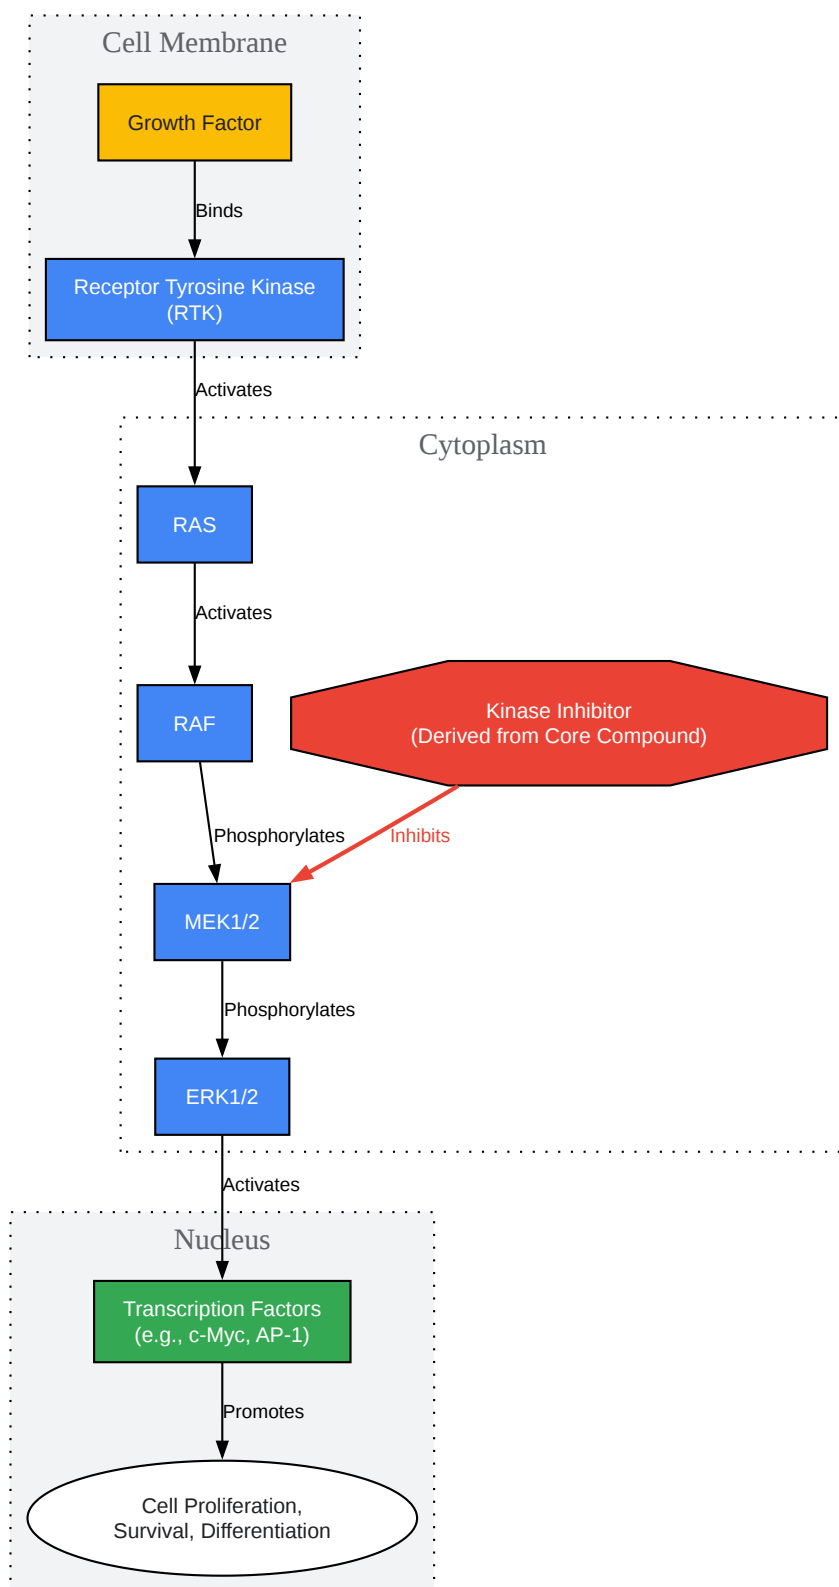 Cell Membrane
Growth Factor
Binds
Receptor Tyrosine Kinase
(RTK)
Activates
Cytoplasm
RAS
Activates
RAF
Kinase Inhibitor
(Derived from Core Compound)
Phosphorylates
Inhibits
MEK1/2
Phosphorylates
ERK1/2
Activates
Nucleus
Transcription Factors
(e.g., c-Myc, AP-1)
Promotes
Cell Proliferation,
Survival, Differentiation